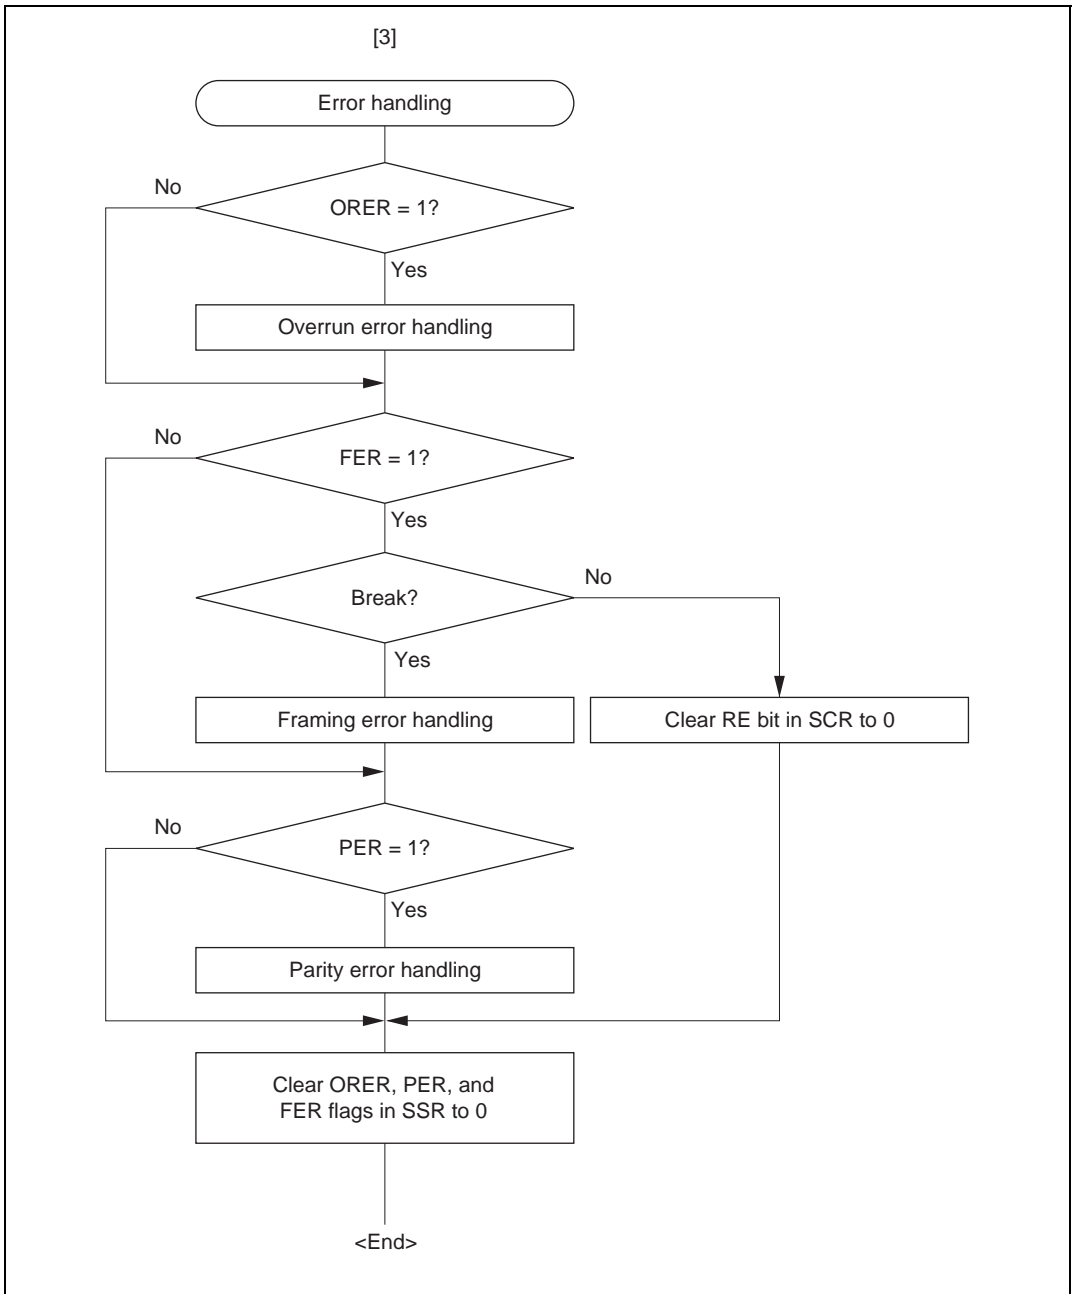 [3]
Error handling
No
ORER = 1?
Yes
Overrun error handling
No
FER = 1?
Yes
Break?
No
Yes
Framing error handling
Clear RE bit in SCR to 0
No
PER = 1?
Yes
Parity error handling
Clear ORER, PER, and
FER flags in SSR to 0
<End>